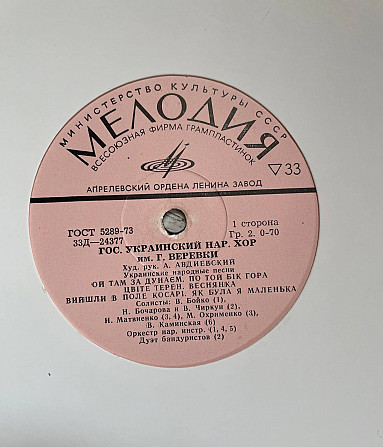 МИНИСТЕРСТВО КУЛЬТУРЫ СССР
МЕЛОДИЯ
ВСЕСОЮЗНАЯ ФИРМА ГРАМПЛАСТИНОК
▽33
АПРЕЛЕВСКИЙ ОРДЕНА ЛЕНИНА ЗАВОД
ГОСТ 5289-73
33Д—24377
1 сторона
Гр. 2. 0-70
ГОС. УКРАИНСКИЙ НАР. ХОР
им. Г. ВЕРЕВКИ
Худ. рук. А. АВДИЕВСКИЙ
Украинские народные песни
ОЙ ТАМ ЗА ДУНАЄМ. ПО ТОЙ БІК ГОРА
ЦВІТЕ ТЕРЕН. ВЕСНЯНКА
ВИЙШЛИ В ПОЛЕ КОСАРІ. ЯК БУЛА Я МАЛЕНЬКА
Солисты: В. Бойко (1),
Н. Бочарова и В. Чиркун (2),
Н. Матвиенко (3, 4), М. Охрименко (3),
В. Каминская (6)
Оркестр нар. инстр. (1, 4, 5)
Дуэт бандуристов (2)